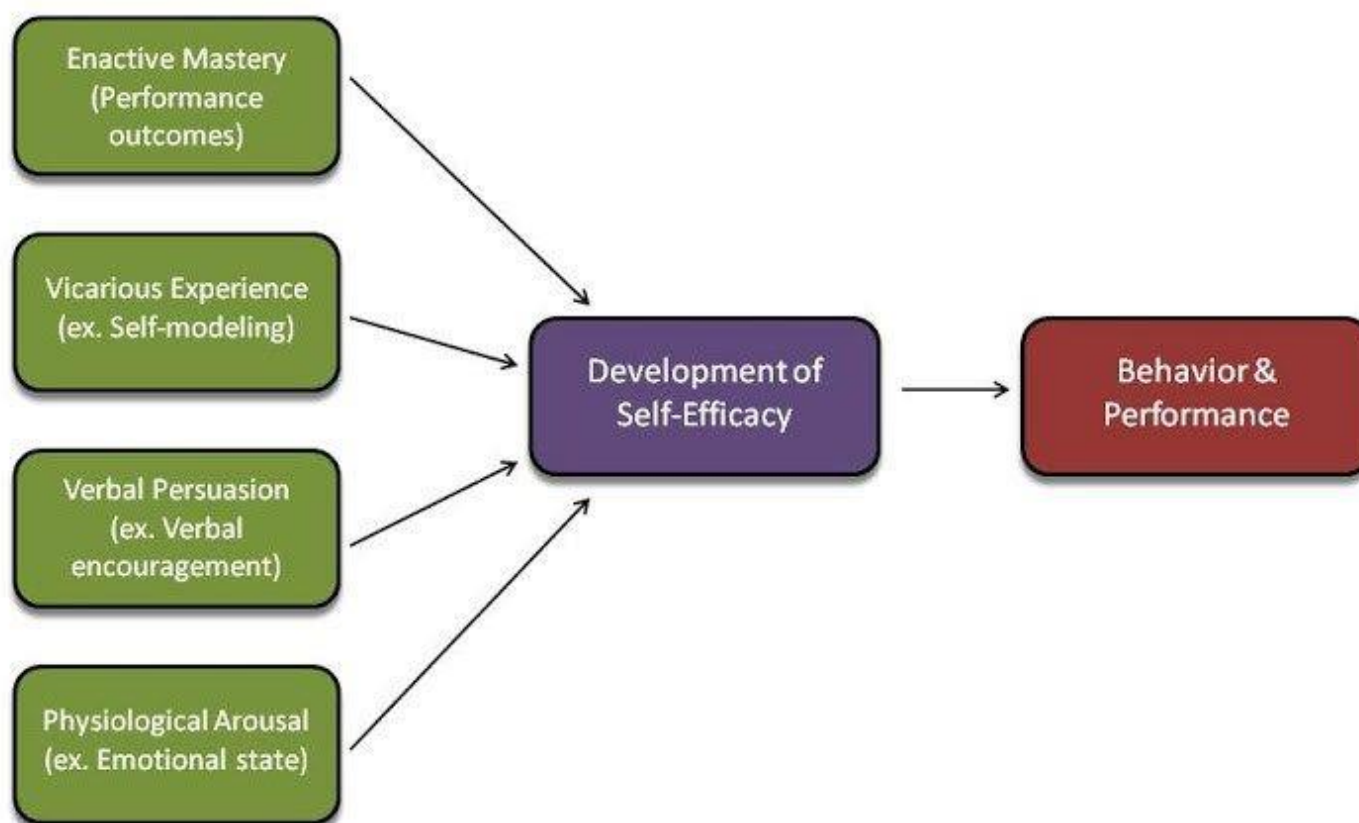 Enactive Mastery
(Performance
outcomes)
Vicarious Experience
(ex. Self-modeling)
Verbal Persuasion
(ex. Verbal
encouragement)
Physiological Arousal
(ex. Emotional state)
Development of
Self-Efficacy
Behavior &
Performance